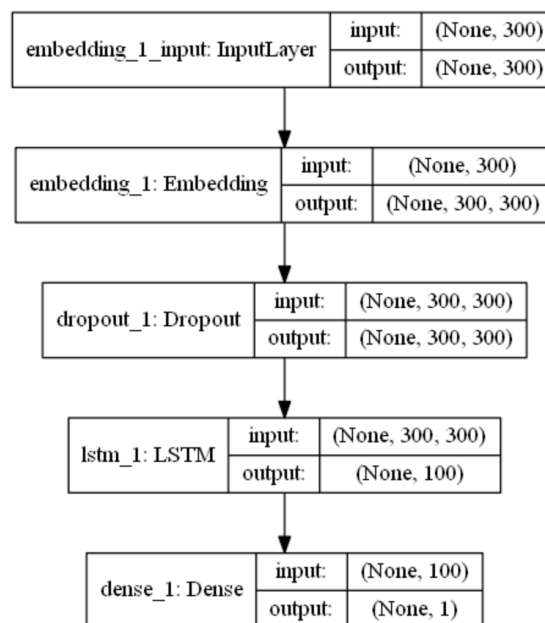 embedding_1_input: InputLayer
input: (None, 300)
output: (None, 300)
embedding_1: Embedding
input: (None, 300)
output: (None, 300, 300)
dropout_1: Dropout
input: (None, 300, 300)
output: (None, 300, 300)
lstm_1: LSTM
input: (None, 300, 300)
output: (None, 100)
dense_1: Dense
input: (None, 100)
output: (None, 1)